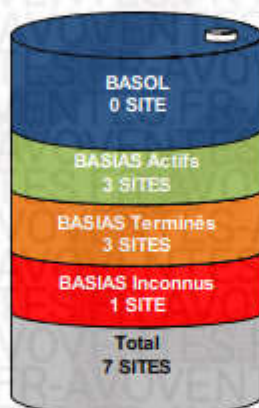 BASOL
0 SITE
BASIAS Actifs
3 SITES
BASIAS Terminés
3 SITES
BASIAS Inconnus
1 SITE
Total
7 SITES